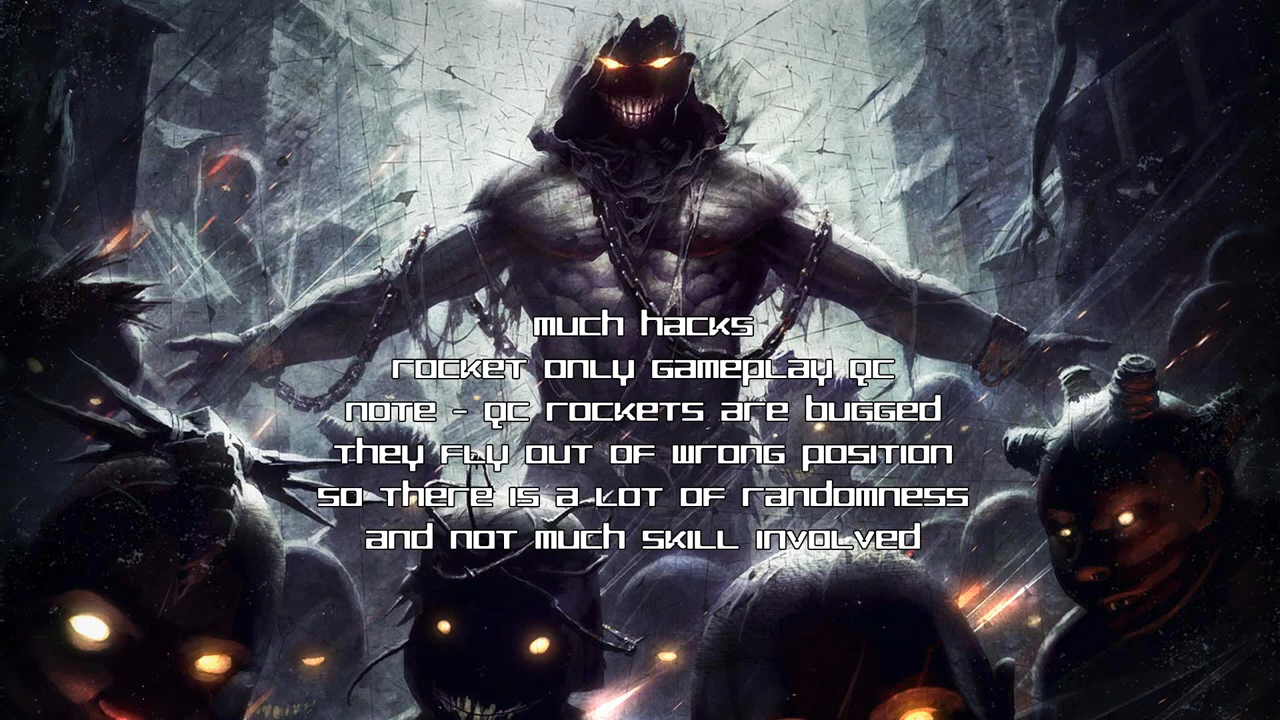 much hacks
rocket only gameplay QC
note - QC rockets are bugged
they fly out of wrong position
so there is a lot of randomness
and not much skill involved